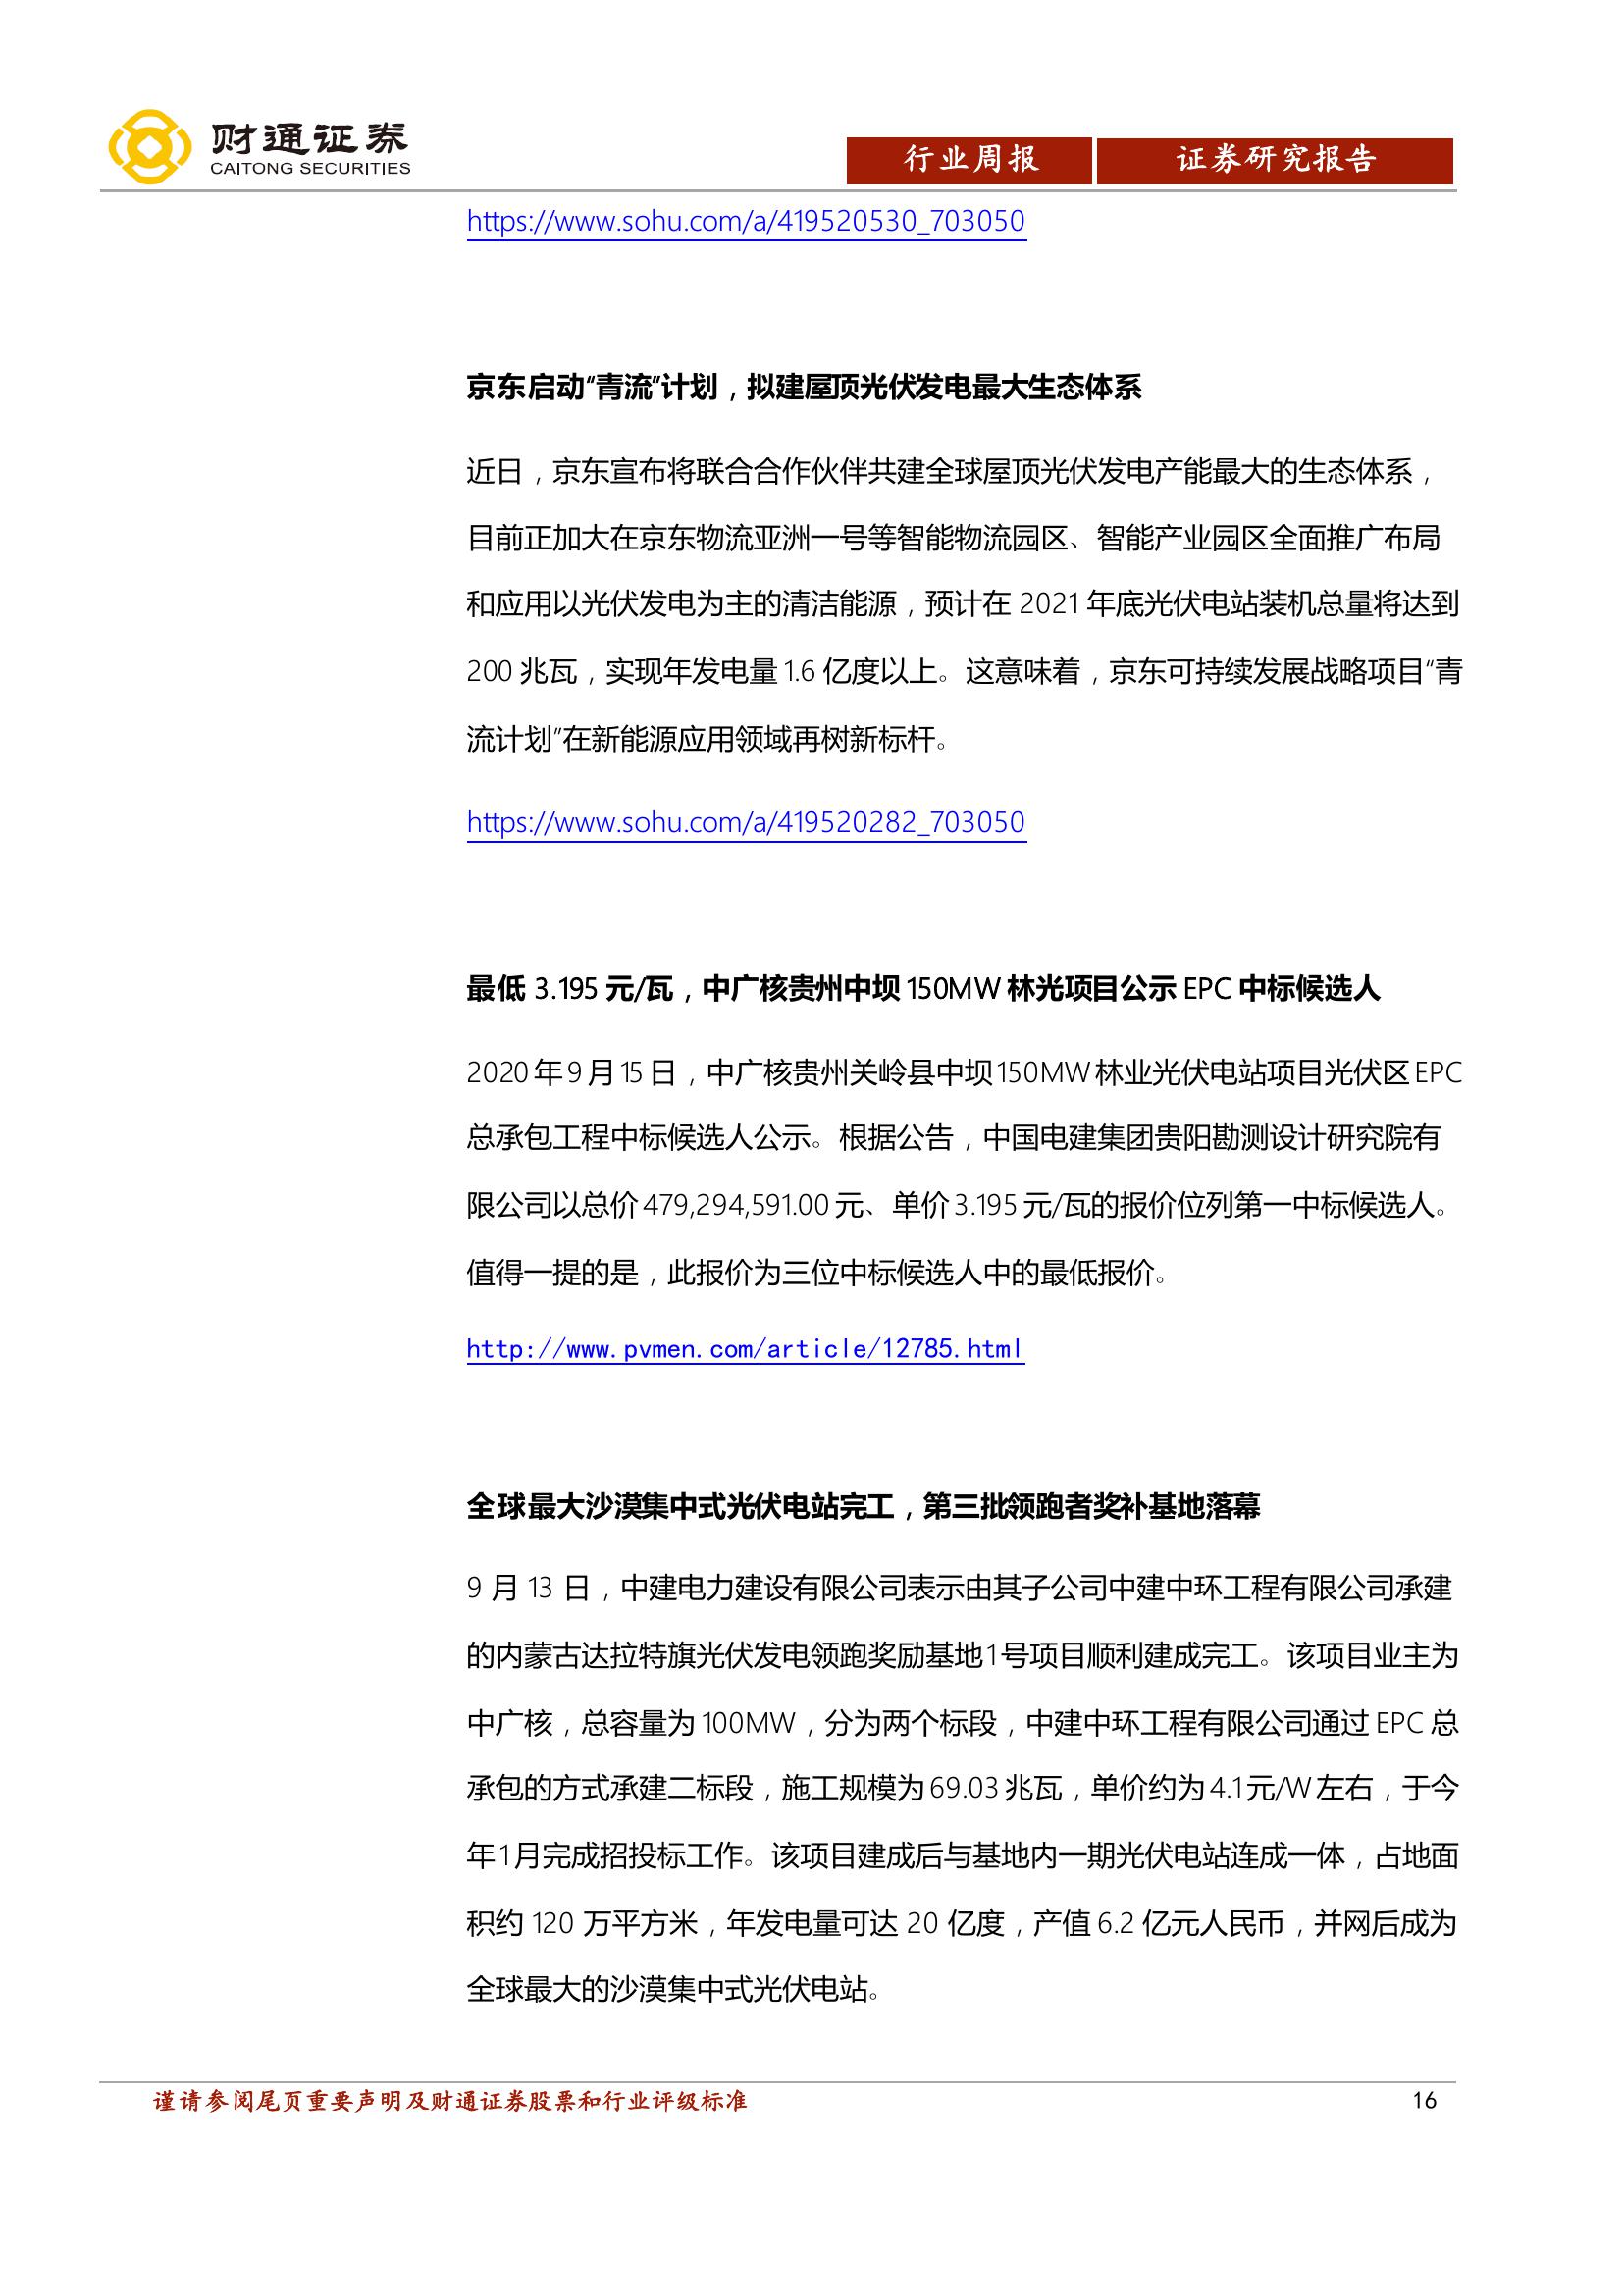 财通证券
CAITONG SECURITIES
行业周报
证券研究报告
https://www.sohu.com/a/419520530_703050
京东启动“青流”计划，拟建屋顶光伏发电最大生态体系
近日，京东宣布将联合合作伙伴共建全球屋顶光伏发电产能最大的生态体系，
目前正加大在京东物流亚洲一号等智能物流园区、智能产业园区全面推广布局
和应用以光伏发电为主的清洁能源，预计在 2021 年底光伏电站装机总量将达到
200 兆瓦，实现年发电量 1.6 亿度以上。这意味着，京东可持续发展战略项目“青
流计划”在新能源应用领域再树新标杆。
https://www.sohu.com/a/419520282_703050
最低 3.195 元/瓦，中广核贵州中坝 150MW 林光项目公示 EPC 中标候选人
2020 年 9 月 15 日，中广核贵州关岭县中坝 150MW 林业光伏电站项目光伏区 EPC
总承包工程中标候选人公示。根据公告，中国电建集团贵阳勘测设计研究院有
限公司以总价 479,294,591.00 元、单价 3.195 元/瓦的报价位列第一中标候选人。
值得一提的是，此报价为三位中标候选人中的最低报价。
http://www.pvmen.com/article/12785.html
全球最大沙漠集中式光伏电站完工，第三批领跑者奖补基地落幕
9 月 13 日，中建电力建设有限公司表示由其子公司中建中环工程有限公司承建
的内蒙古达拉特旗光伏发电领跑奖励基地 1 号项目顺利建成完工。该项目业主为
中广核，总容量为 100MW，分为两个标段，中建中环工程有限公司通过 EPC 总
承包的方式承建二标段，施工规模为 69.03 兆瓦，单价约为 4.1 元/W 左右，于今
年 1 月完成招投标工作。该项目建成后与基地内一期光伏电站连成一体，占地面
积约 120 万平方米，年发电量可达 20 亿度，产值 6.2 亿元人民币，并网后成为
全球最大的沙漠集中式光伏电站。
谨请参阅尾页重要声明及财通证券股票和行业评级标准
16